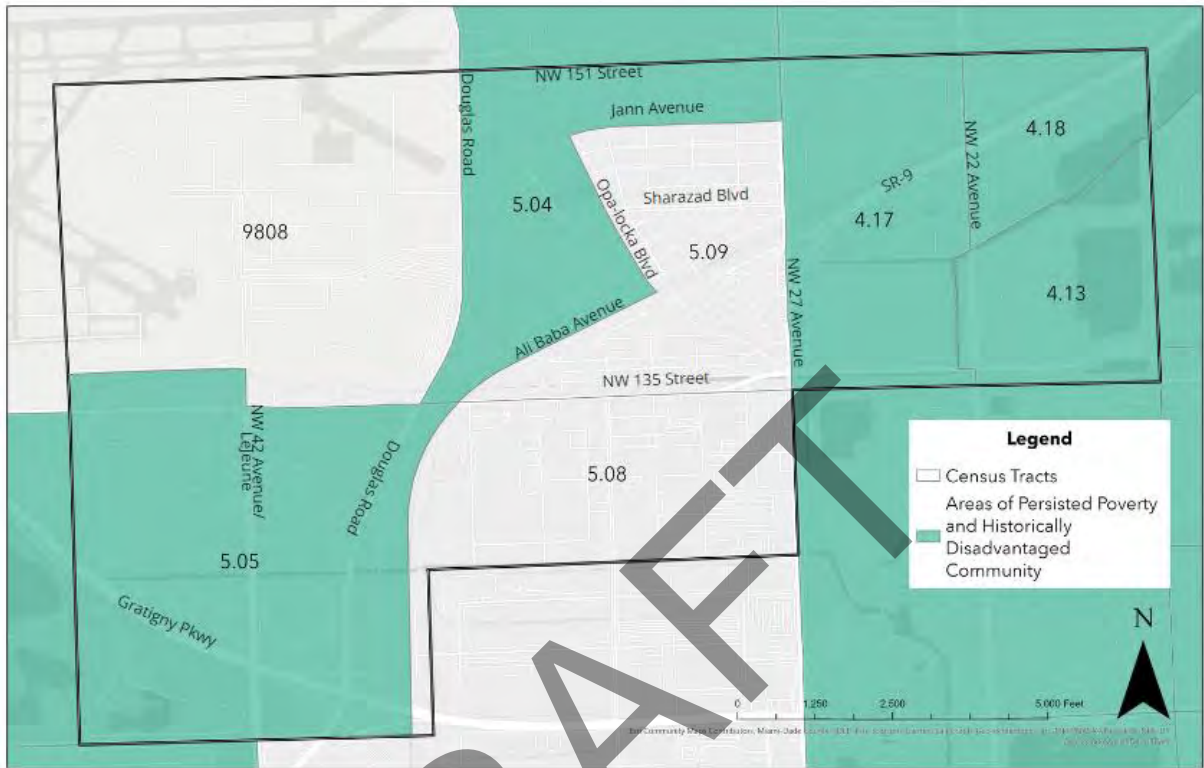 NW 151 Street
Douglas Road
Jann Avenue
4.18
NW 22 Avenue
SR-9
Opa-locka Blvd
Sharazad Blvd
5.04
4.17
9808
5.09
NW 27 Avenue
4.13
Ali Baba Avenue
NW 135 Street
NW 42 Avenue/
LeJeune
Douglas Road
5.08
5.05
Gratigny Pkwy
Legend
Census Tracts
Areas of Persisted Poverty
and Historically
Disadvantaged
Community
N
0 1,250 2,500 5,000 Feet
DRAFT